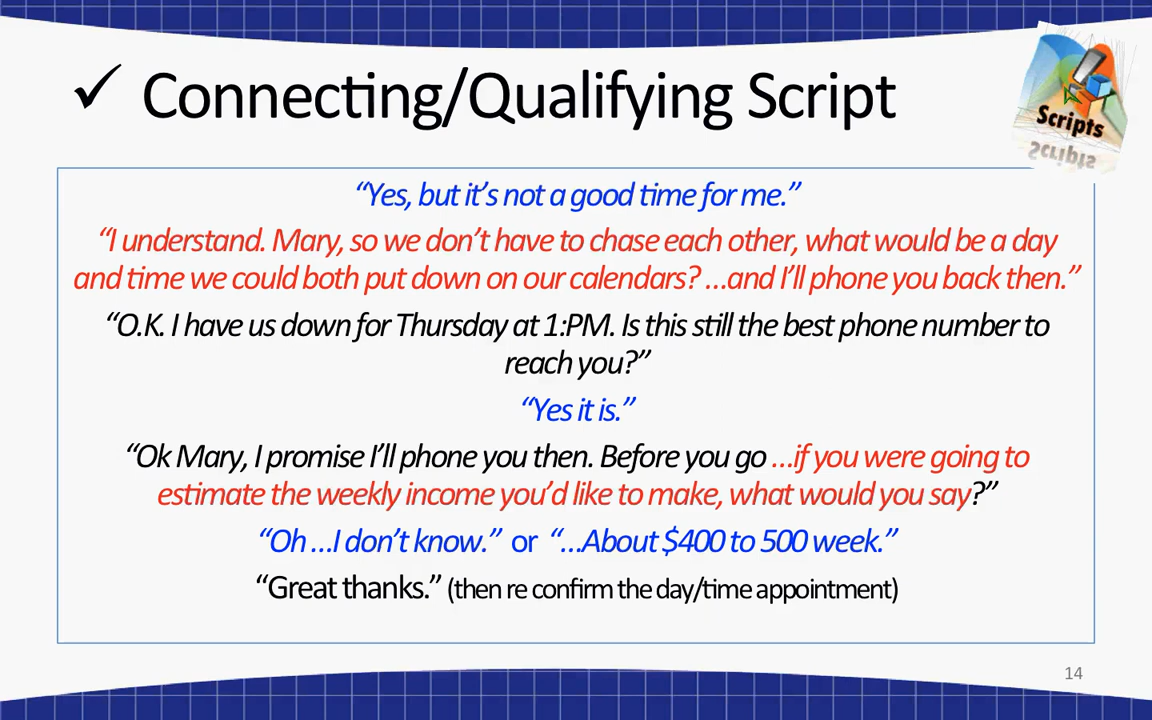 ✓ Connecting/Qualifying Script
Scripts
Scripts
“Yes, but it’s not a good time for me.”
“I understand. Mary, so we don’t have to chase each other, what would be a day
and time we could both put down on our calendars? ...and I’ll phone you back then.”
“O.K. I have us down for Thursday at 1:PM. Is this still the best phone number to
reach you?”
“Yes it is.”
“Ok Mary, I promise I’ll phone you then. Before you go ...if you were going to
estimate the weekly income you’d like to make, what would you say?”
“Oh ...I don’t know.” or “...About $400 to 500 week.”
“Great thanks.” (then re confirm the day/time appointment)
14